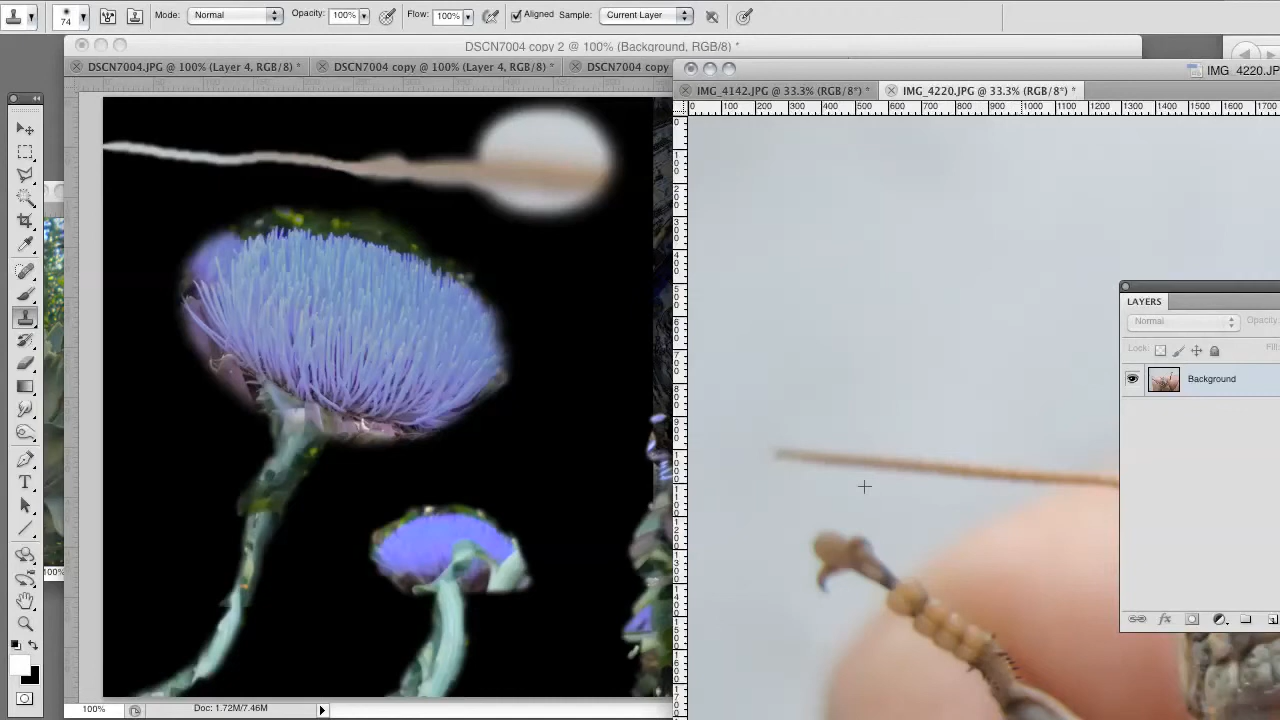 74 Mode: Normal Opacity: 100% Flow: 100% Aligned Sample: Current Layer
DSCN7004 copy 2 @ 100% (Background, RGB/8) *
DSCN7004.JPG @ 100% (Layer 4, RGB/8) * DSCN7004 copy @ 100% (Layer 4, RGB/8) * DSCN7004 copy
IMG_4220.JP
IMG_4142.JPG @ 33.3% (RGB/8*) * IMG_4220.JPG @ 33.3% (RGB/8*) *
0 100 200 300 400 500 600 700 800 900 1000 1100 1200 1300 1400 1500 1600 1700
LAYERS
Normal Opacity:
Lock: Fill:
Background
T
100%
100% Doc: 1.72M/7.46M